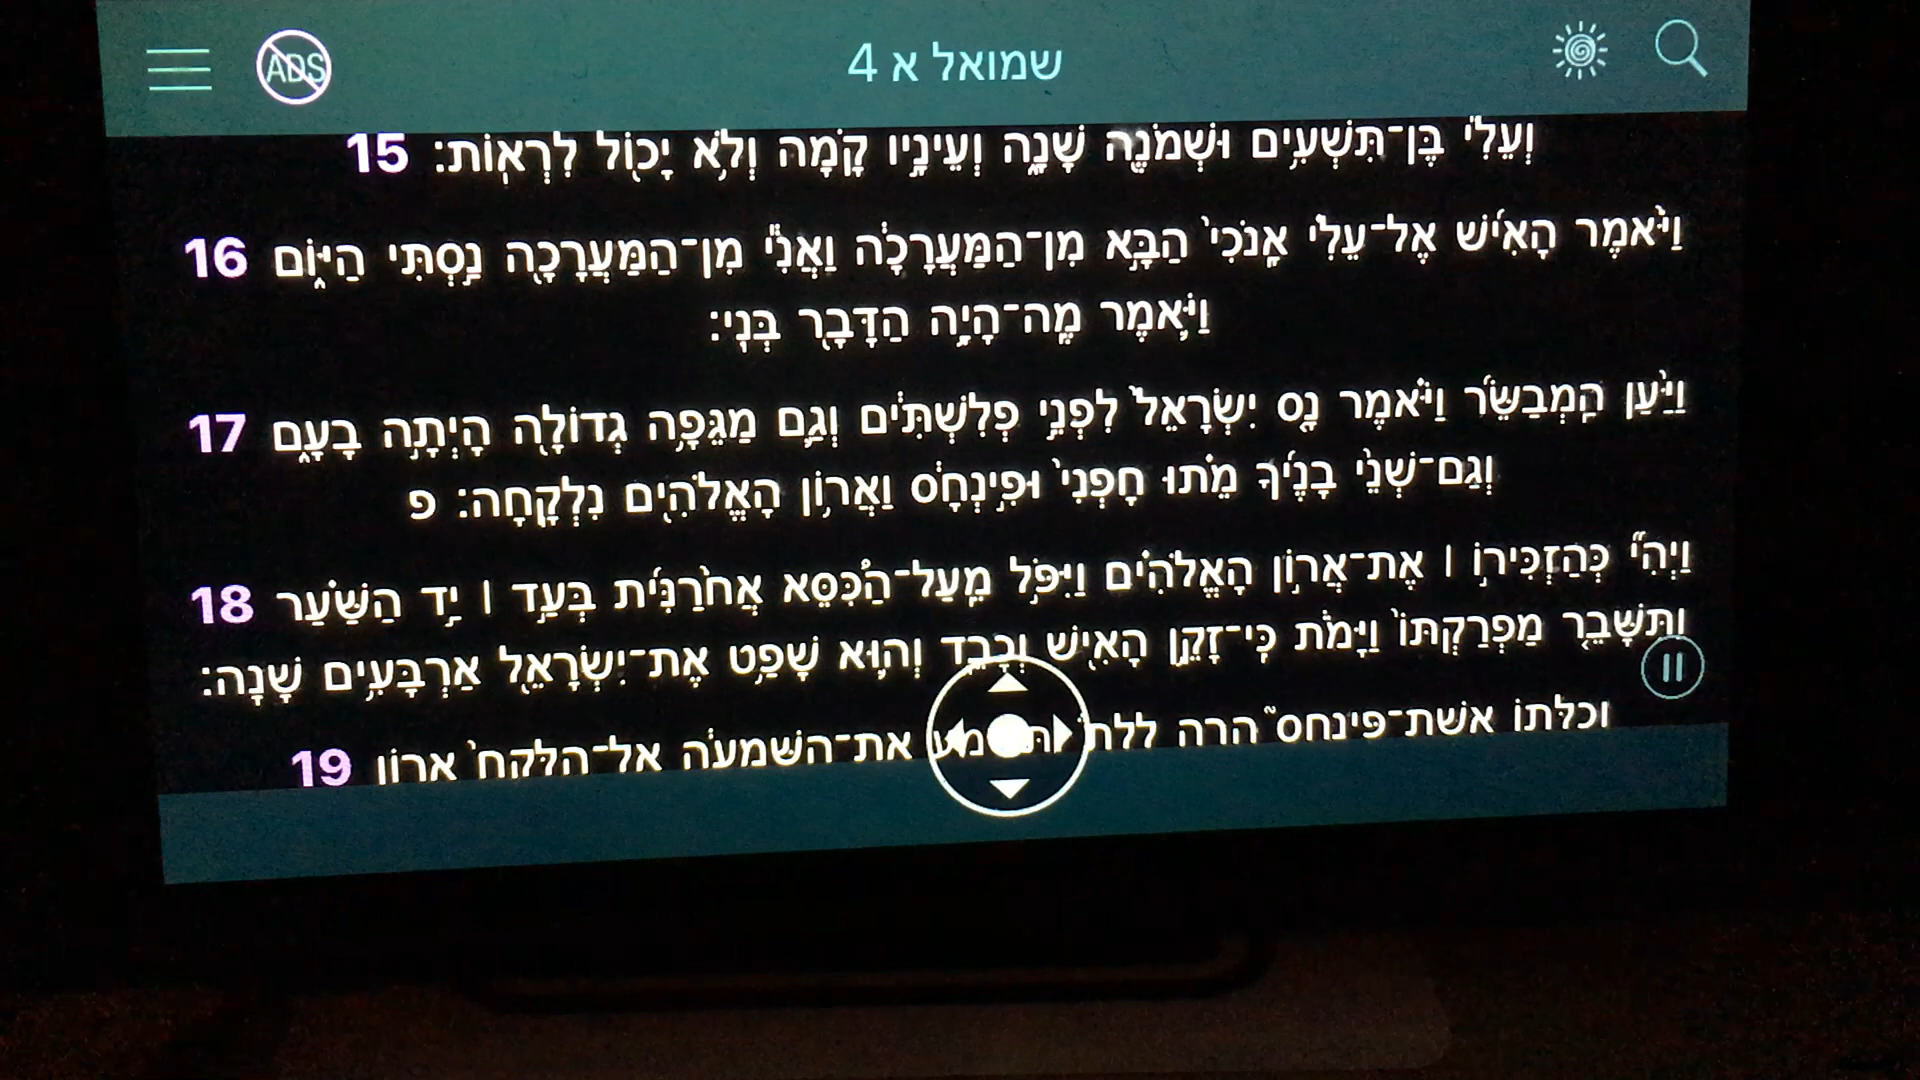 ADS
שמואל א 4
וְעֵלִ֕י בֶּן־תִּשְׁעִ֥ים וּשְׁמֹנֶ֖ה שָׁנָ֑ה וְעֵינָ֣יו קָ֔מָה וְלֹ֥א יָכ֖וֹל לִרְאֽוֹת׃ 15
וַיֹּ֨אמֶר הָאִ֜ישׁ אֶל־עֵלִ֗י אָֽנֹכִי֙ הַבָּ֣א מִן־הַמַּעֲרָכָ֔ה וַאֲנִ֕י מִן־הַמַּעֲרָכָ֖ה נַ֣סְתִּי הַיּ֑וֹם 16
וַיֹּ֛אמֶר מֶֽה־הָיָ֥ה הַדָּבָ֖ר בְּנִֽי׃
וַיַּ֨עַן הַֽמְבַשֵּׂ֜ר וַיֹּ֗אמֶר נָ֤ס יִשְׂרָאֵל֙ לִפְנֵ֣י פְלִשְׁתִּ֔ים וְגַ֛ם מַגֵּפָ֥ה גְדוֹלָ֖ה הָיְתָ֣ה בָעָ֑ם 17
וְגַם־שְׁנֵ֨י בָנֶ֜יךָ מֵ֗תוּ חָפְנִי֙ וּפִ֣ינְחָ֔ס וַאֲר֥וֹן הָאֱלֹהִ֖ים נִלְקָֽחָה׃ פ
וַיְהִ֞י כְּהַזְכִּיר֣וֹ ׀ אֶת־אֲר֣וֹן הָאֱלֹהִ֗ים וַיִּפֹּ֣ל מֵֽעַל־הַ֠כִּסֵּא אֲחֹ֨רַנִּ֜ית בְּעַ֣ד ׀ יַ֣ד הַשַּׁ֗עַר 18
וַתִּשָּׁבֵ֤ר מַפְרַקְתּוֹ֙ וַיָּמֹ֔ת כִּֽי־זָקֵ֥ן הָאִ֖ישׁ וְכָבֵ֑ד וְה֛וּא שָׁפַ֥ט אֶת־יִשְׂרָאֵ֖ל אַרְבָּעִ֥ים שָׁנָֽה׃
וכלתו אשת־פינחס הרה ללת את־השמעה אל־הלקח ארון 19